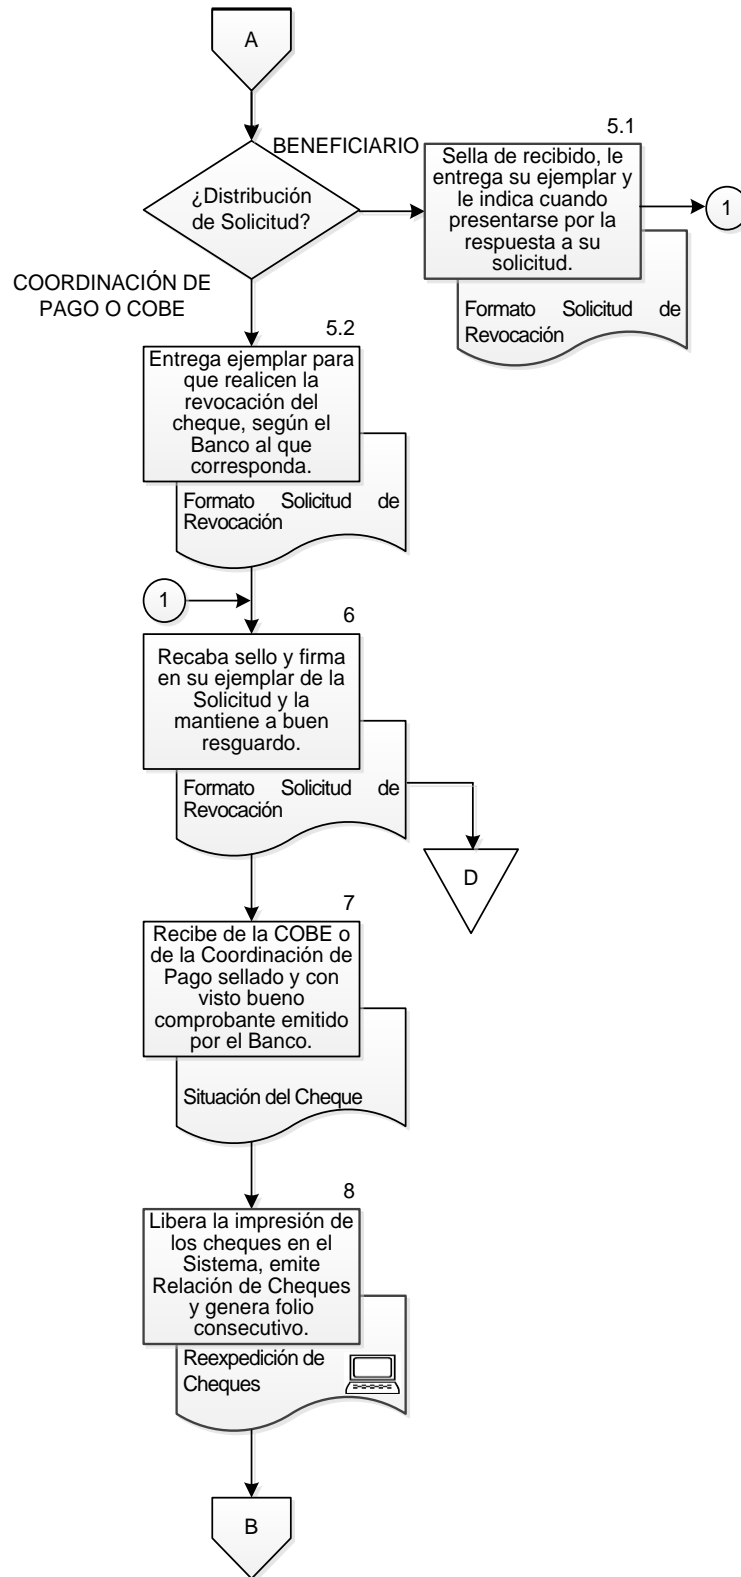 A
¿Distribución
de Solicitud?
BENEFICIARIO
5.1
Sella de recibido, le
entrega su ejemplar y
le indica cuando
presentarse por la
respuesta a su
solicitud.
1
Formato Solicitud de
Revocación
COORDINACIÓN DE
PAGO O COBE
5.2
Entrega ejemplar para
que realicen la
revocación del
cheque, según el
Banco al que
corresponda.
Formato Solicitud de
Revocación
1
6
Recaba sello y firma
en su ejemplar de la
Solicitud y la
mantiene a buen
resguardo.
Formato Solicitud de
Revocación
D
7
Recibe de la COBE o
de la Coordinación de
Pago sellado y con
visto bueno
comprobante emitido
por el Banco.
Situación del Cheque
8
Libera la impresión de
los cheques en el
Sistema, emite
Relación de Cheques
y genera folio
consecutivo.
Reexpedición de
Cheques
B